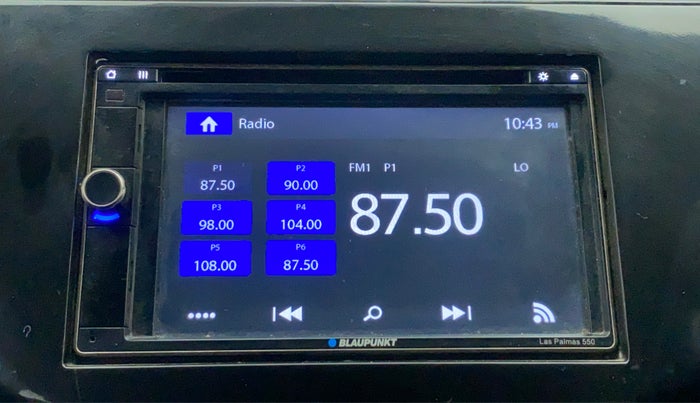 Radio
10:43 PM
P1
87.50
P2
90.00
FM1 P1
LO
87.50
P3
98.00
P4
104.00
P5
108.00
P6
87.50
BLAUPUNKT
Las Palmas 550